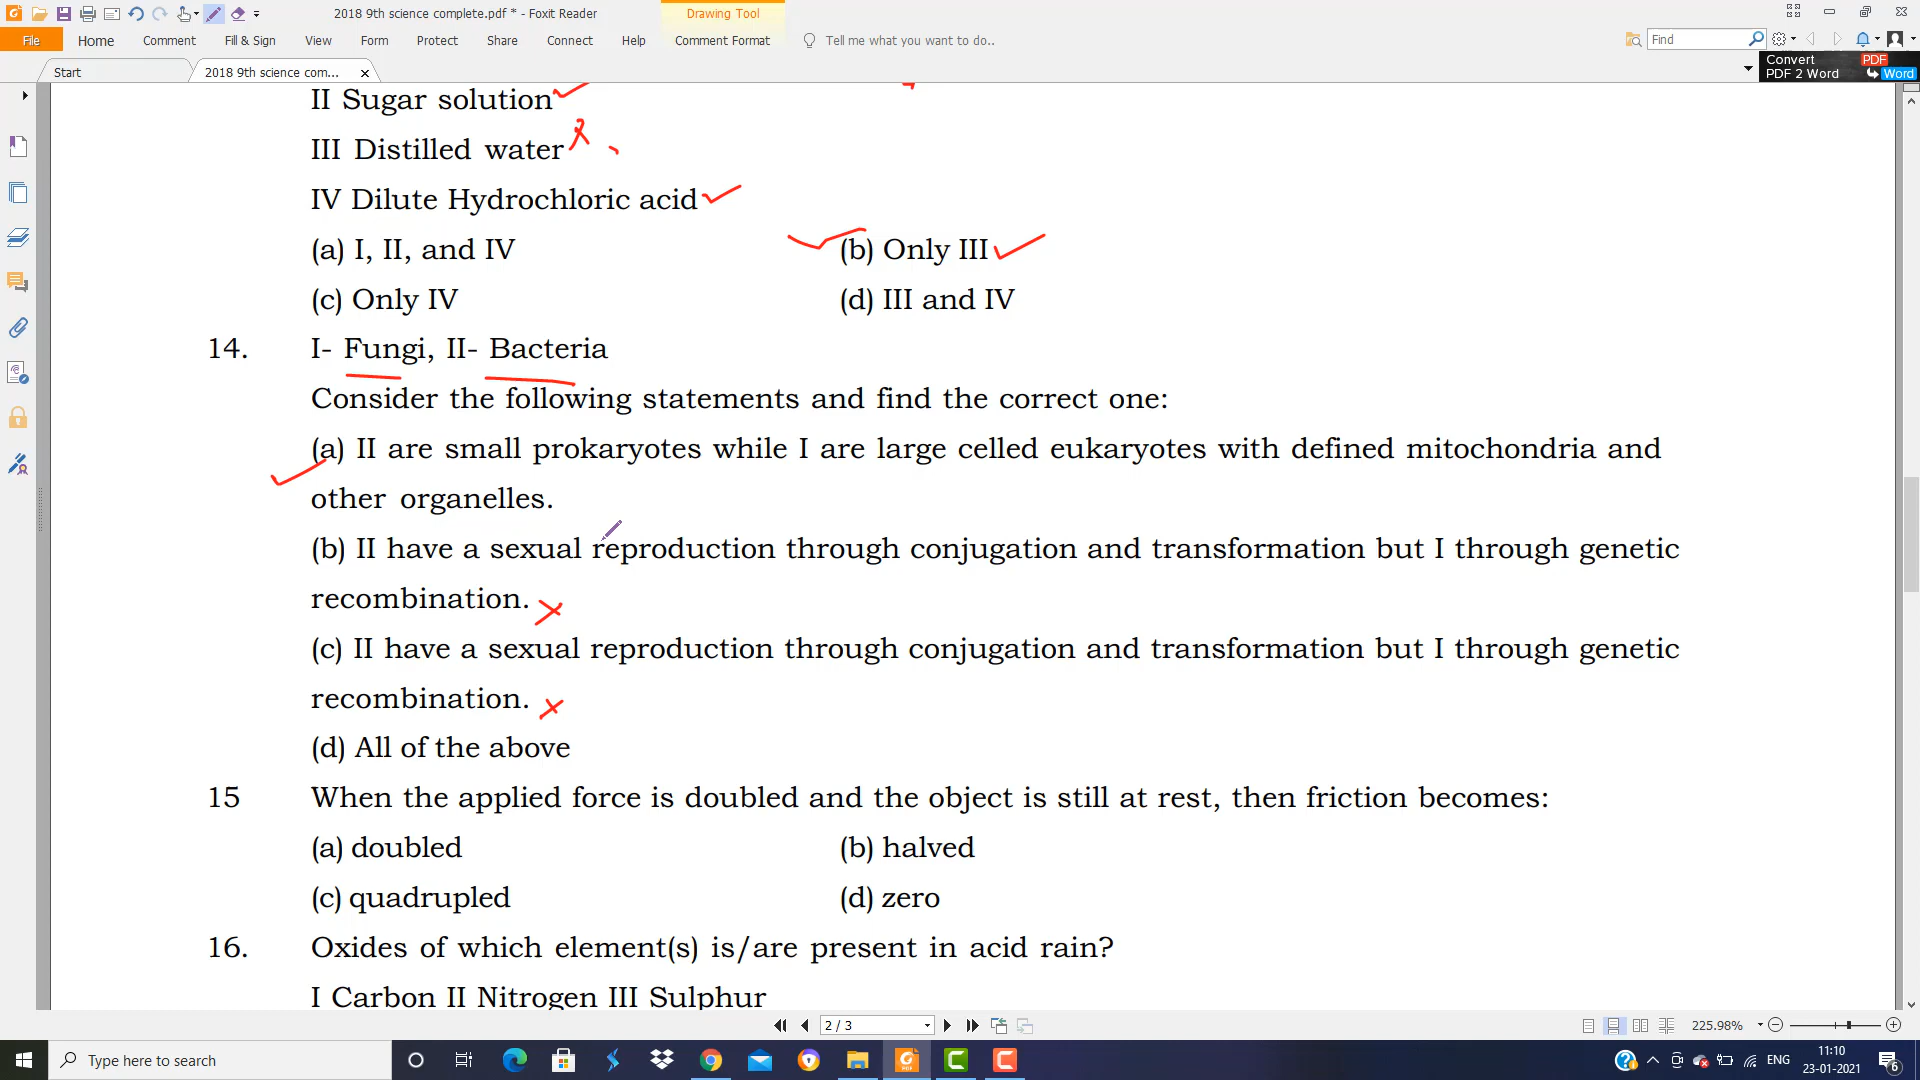 2018 9th science complete.pdf * - Foxit Reader
Drawing Tool
File Home Comment Fill & Sign View Form Protect Share Connect Help Comment Format Tell me what you want to do.. Find
Start 2018 9th science com... Convert PDF 2 Word PDF Word
II Sugar solution
III Distilled water
IV Dilute Hydrochloric acid
(a) I, II, and IV (b) Only III
(c) Only IV (d) III and IV
14. I- Fungi, II- Bacteria
Consider the following statements and find the correct one:
(a) II are small prokaryotes while I are large celled eukaryotes with defined mitochondria and
other organelles.
(b) II have a sexual reproduction through conjugation and transformation but I through genetic
recombination.
(c) II have a sexual reproduction through conjugation and transformation but I through genetic
recombination.
(d) All of the above
15 When the applied force is doubled and the object is still at rest, then friction becomes:
(a) doubled (b) halved
(c) quadrupled (d) zero
16. Oxides of which element(s) is/are present in acid rain?
I Carbon II Nitrogen III Sulphur
2 / 3 225.98%
Type here to search ENG 11:10
23-01-2021 6